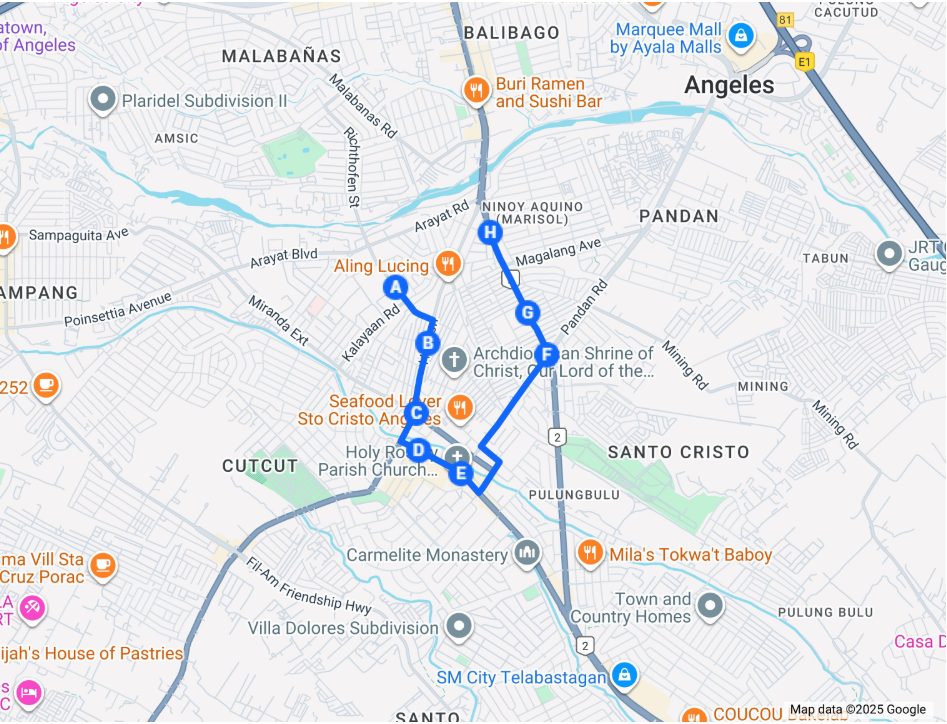 CACUTUD
81
atown,
of Angeles
BALIBAGO
Marquee Mall
by Ayala Malls
MALABAÑAS
E1
Angeles
Buri Ramen
and Sushi Bar
Plaridel Subdivision II
Malabanas Rd
AMSIC
Richthofen St
NINOY AQUINO
(MARISOL)
Arayat Rd
PANDAN
Sampaguita Ave
H
Magalang Ave
JRTC
Gaug
TABUN
Arayat Blvd
Aling Lucing
AMPANG
A
Poinsettia Avenue
Miranda Ext
Kalayaan Rd
G
Pandan Rd
B
F
Archdio an Shrine of
Christ, Our Lord of the...
Mining Rd
252
MINING
Seafood Lover
Sto Cristo Angeles
C
Mining Rd
2
Holy Ro y
Parish Church...
D
E
SANTO CRISTO
CUTCUT
PULUNGBULU
Carmelite Monastery
Mila's Tokwa't Baboy
ma Vill Sta
Cruz Porac
Fil-Am Friendship Hwy
LA
RT
Town and
Country Homes
PULUNG BULU
Villa Dolores Subdivision
Casa D
2
ijah's House of Pastries
SM City Telabastagan
s
C
Map data ©2025 Google
SANTO